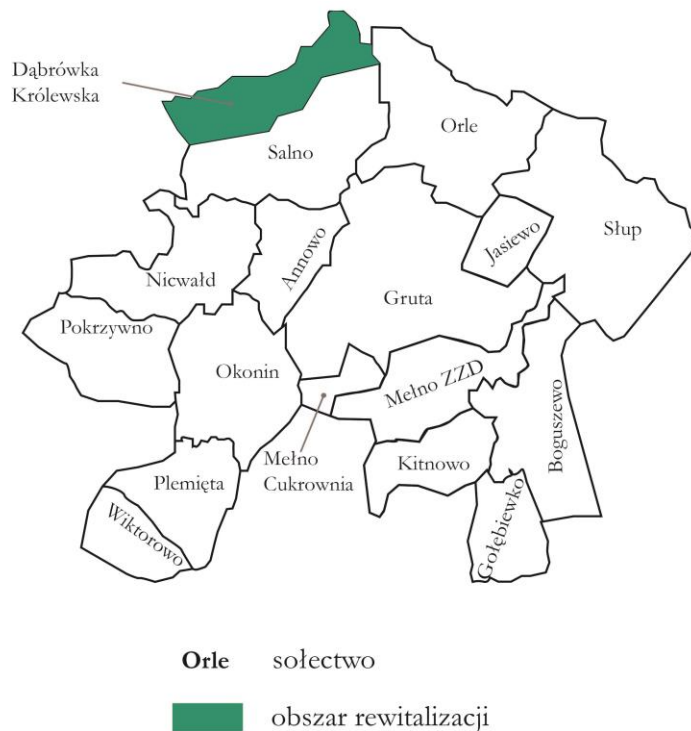 Dąbrówka
Królewska
Orle
Salno
Słup
Jasiewo
Annowo
Nicwałd
Gruta
Pokrzywno
Okonin
Mełno ZZD
Boguszewo
Mełno
Cukrownia
Kitnowo
Plemięta
Gołębiewko
Wiktorowo
Orle sołectwo
obszar rewitalizacji